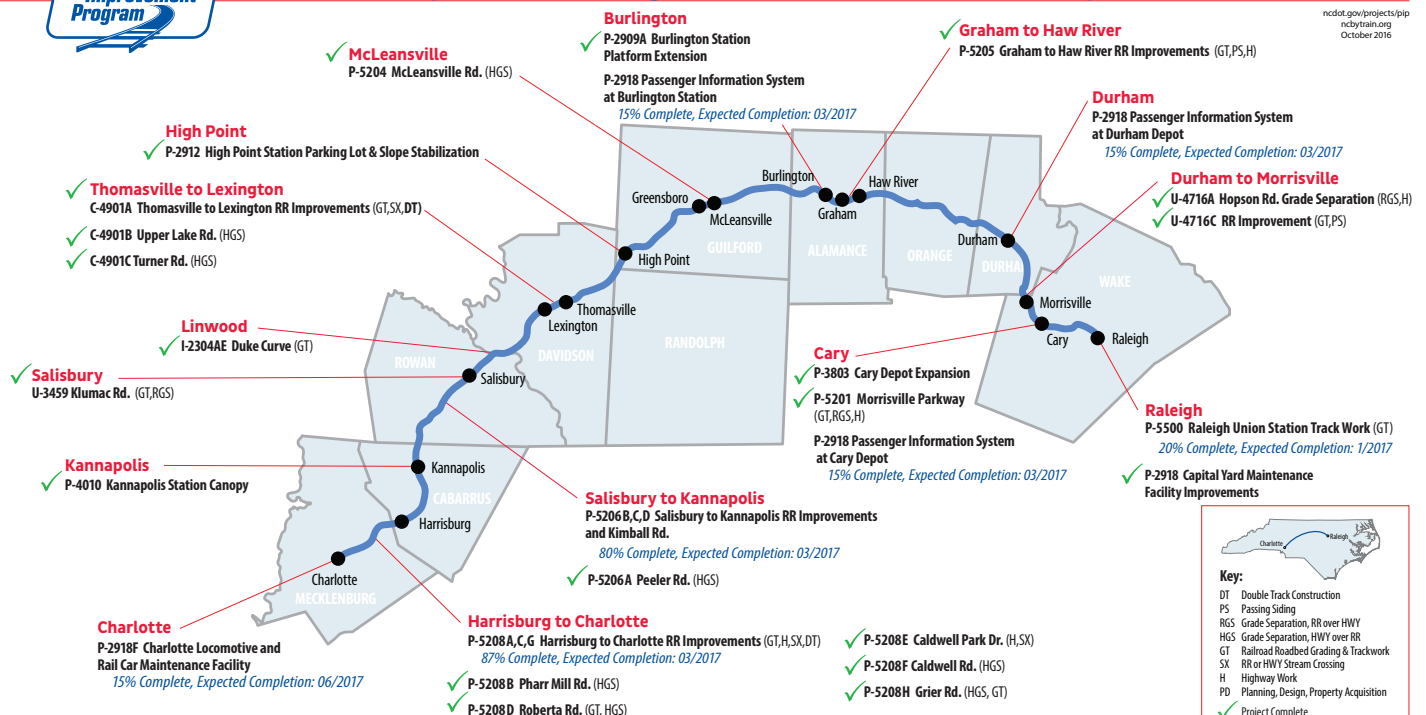 Improvement
Program
ncdot.gov/projects/pip
ncbytrain.org
October 2016
Burlington
P-2909A Burlington Station
Platform Extension
P-2918 Passenger Information System
at Burlington Station
15% Complete, Expected Completion: 03/2017
Graham to Haw River
P-5205 Graham to Haw River RR Improvements (GT,PS,H)
McLeansville
P-5204 McLeansville Rd. (HGS)
Durham
P-2918 Passenger Information System
at Durham Depot
15% Complete, Expected Completion: 03/2017
High Point
P-2912 High Point Station Parking Lot & Slope Stabilization
Durham to Morrisville
U-4716A Hopson Rd. Grade Separation (RGS,H)
U-4716C RR Improvement (GT,PS)
Thomasville to Lexington
C-4901A Thomasville to Lexington RR Improvements (GT,SX,DT)
C-4901B Upper Lake Rd. (HGS)
C-4901C Turner Rd. (HGS)
Linwood
I-2304AE Duke Curve (GT)
Salisbury
U-3459 Klumac Rd. (GT,RGS)
Kannapolis
P-4010 Kannapolis Station Canopy
Greensboro
McLeansville
Burlington
Graham
Haw River
High Point
Thomasville
Lexington
Salisbury
Kannapolis
Harrisburg
Charlotte
Durham
Morrisville
Cary
Raleigh
GUILFORD
ALAMANCE
ORANGE
DURHAM
WAKE
RANDOLPH
DAVIDSON
ROWAN
CABARRUS
MECKLENBURG
Cary
P-3803 Cary Depot Expansion
P-5201 Morrisville Parkway
(GT,RGS,H)
P-2918 Passenger Information System
at Cary Depot
15% Complete, Expected Completion: 03/2017
Raleigh
P-5500 Raleigh Union Station Track Work (GT)
20% Complete, Expected Completion: 1/2017
P-2918 Capital Yard Maintenance
Facility Improvements
Salisbury to Kannapolis
P-5206B,C,D Salisbury to Kannapolis RR Improvements
and Kimball Rd.
80% Complete, Expected Completion: 03/2017
P-5206A Peeler Rd. (HGS)
Charlotte
P-2918F Charlotte Locomotive and
Rail Car Maintenance Facility
15% Complete, Expected Completion: 06/2017
Harrisburg to Charlotte
P-5208A,C,G Harrisburg to Charlotte RR Improvements (GT,H,SX,DT)
87% Complete, Expected Completion: 03/2017
P-5208B Pharr Mill Rd. (HGS)
P-5208D Roberta Rd. (GT, HGS)
P-5208E Caldwell Park Dr. (H,SX)
P-5208F Caldwell Rd. (HGS)
P-5208H Grier Rd. (HGS, GT)
Charlotte
Raleigh
Key:
DT Double Track Construction
PS Passing Siding
RGS Grade Separation, RR over HWY
HGS Grade Separation, HWY over RR
GT Railroad Roadbed Grading & Trackwork
SX RR or HWY Stream Crossing
H Highway Work
PD Planning, Design, Property Acquisition
Project Complete